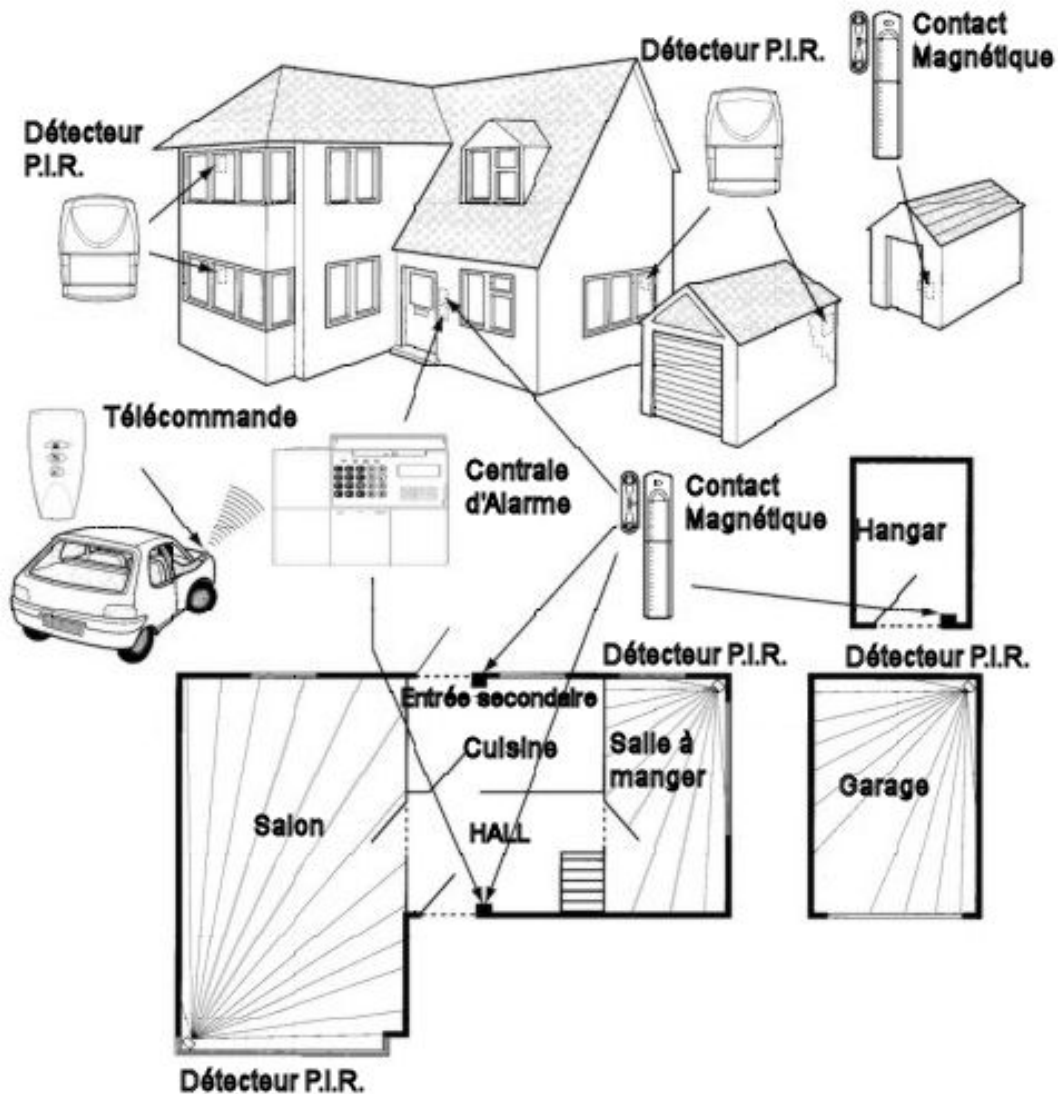 Contact
Magnétique
Détecteur P.I.R.
Détecteur
P.I.R.
Télécommande
Centrale
d'Alarme
Contact
Magnétique
Hangar
Détecteur P.I.R.
Détecteur P.I.R.
Entrée secondaire
Cuisine
Salle à
manger
Garage
Salon
HALL
Détecteur P.I.R.